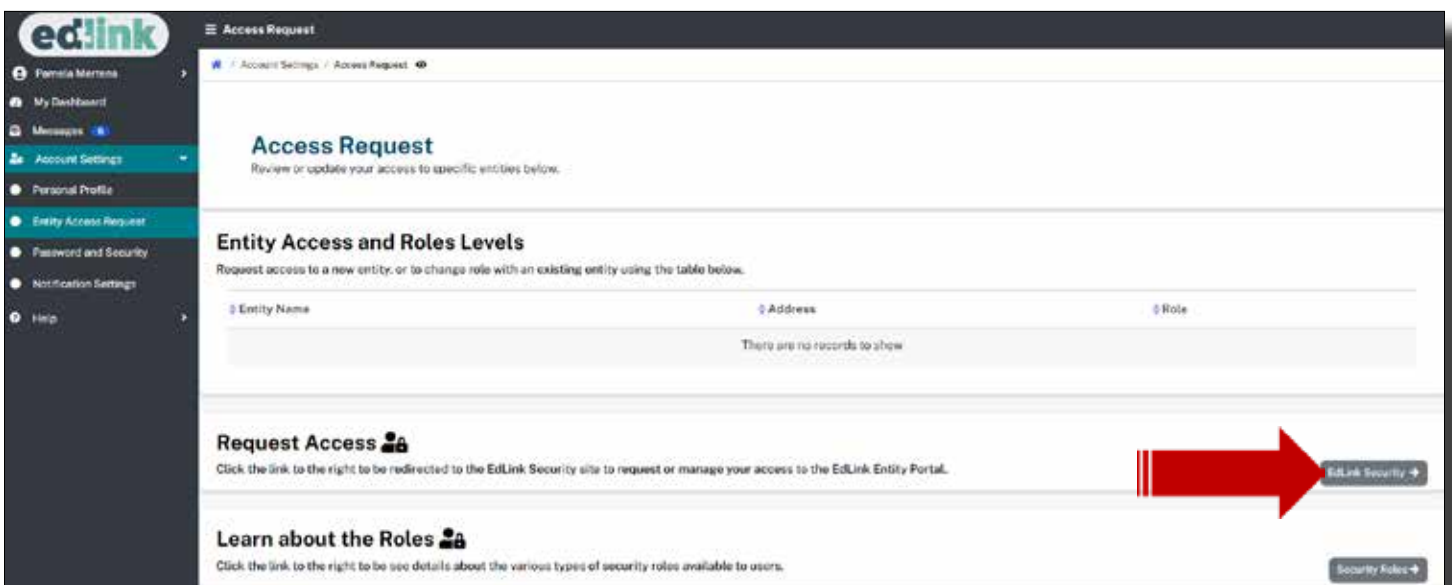 edlink
Access Request
Pamela Mertens
/ Account Settings / Access Request
My Dashboard
Messages
Account Settings
Access Request
Review or update your access to specific entities below.
Personal Profile
Entity Access Request
Entity Access and Roles Levels
Password and Security
Request access to a new entity, or to change role with an existing entity using the table below.
Notification Settings
Entity Name Address Role
Help
There are no records to show
Request Access
Click the link to the right to be redirected to the EdLink Security site to request or manage your access to the EdLink Entity Portal.
EdLink Security
Learn about the Roles
Click the link to the right to be see details about the various types of security roles available to users.
Security Roles